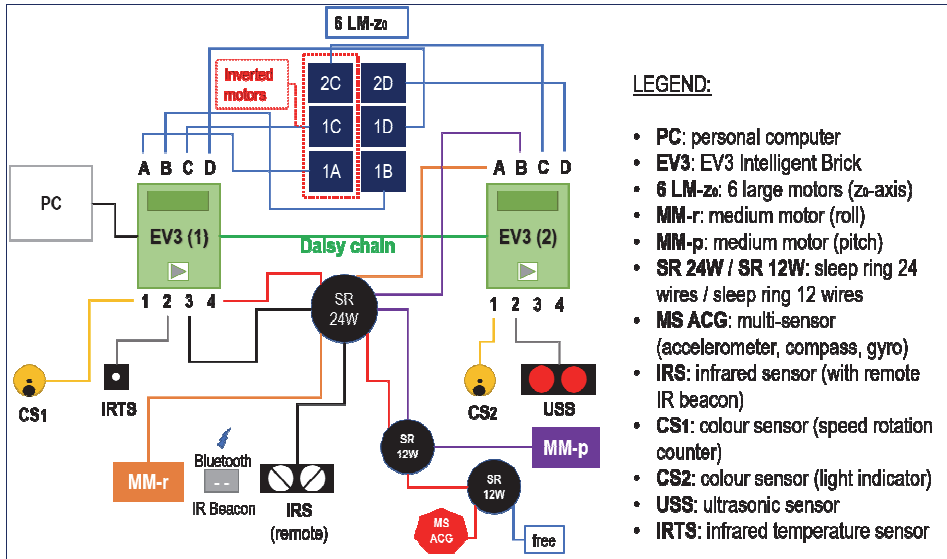 6 LM-z₀
Inverted
motors
2C 2D
1C 1D
1A 1B
A B C D
A B C D
PC
EV3 (1)
Daisy chain
EV3 (2)
1 2 3 4
SR
24W
1 2 3 4
CS1
IRTS
CS2
USS
MM-r
Bluetooth
IR Beacon
IRS
(remote)
SR
12W
MM-p
SR
12W
MS
ACG
free
LEGEND:
• PC: personal computer
• EV3: EV3 Intelligent Brick
• 6 LM-z₀: 6 large motors (z₀-axis)
• MM-r: medium motor (roll)
• MM-p: medium motor (pitch)
• SR 24W / SR 12W: sleep ring 24
wires / sleep ring 12 wires
• MS ACG: multi-sensor
(accelerometer, compass, gyro)
• IRS: infrared sensor (with remote
IR beacon)
• CS1: colour sensor (speed rotation
counter)
• CS2: colour sensor (light indicator)
• USS: ultrasonic sensor
• IRTS: infrared temperature sensor